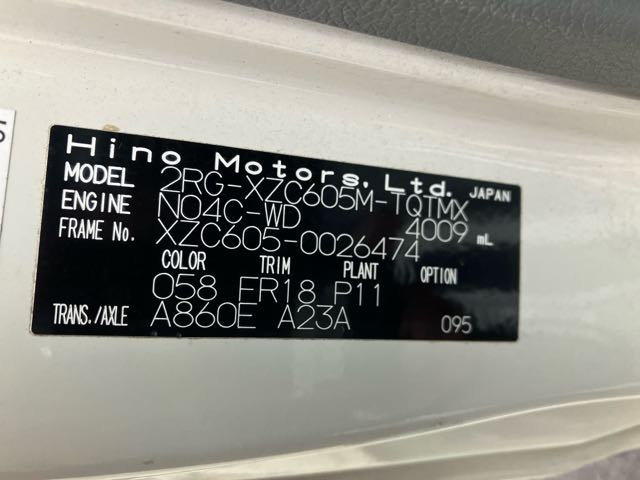 Hino Motors, Ltd. JAPAN
MODEL 2RG-XZC605M-TQTMX
ENGINE N04C-WD 4009 mL
FRAME No. XZC605-0026474
COLOR TRIM PLANT OPTION
058 FR18 P11
TRANS./AXLE A860E A23A 095